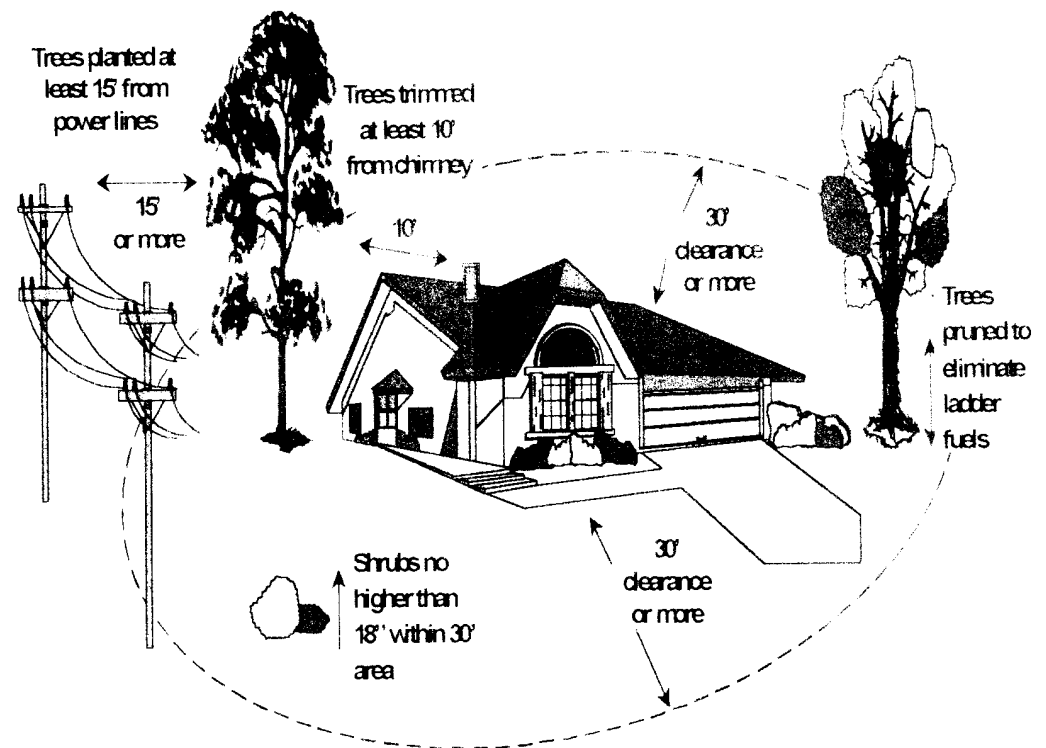 Trees planted at
least 15' from
power lines
15'
or more
Trees trimmed
at least 10'
from chimney
10'
30'
clearance
or more
Trees
pruned to
eliminate
ladder
fuels
30'
clearance
or more
Shrubs no
higher than
18" within 30'
area